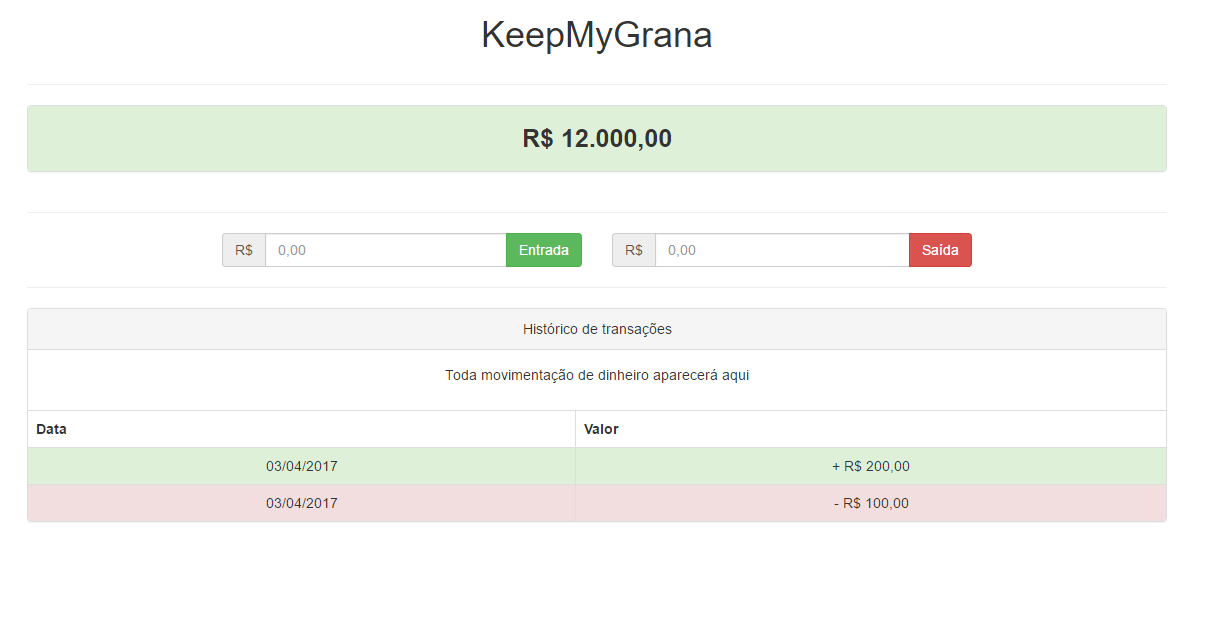 KeepMyGrana
R$ 12.000,00
R$ 0,00 Entrada R$ 0,00 Saída
Histórico de transações
Toda movimentação de dinheiro aparecerá aqui
Data Valor
03/04/2017 + R$ 200,00
03/04/2017 - R$ 100,00